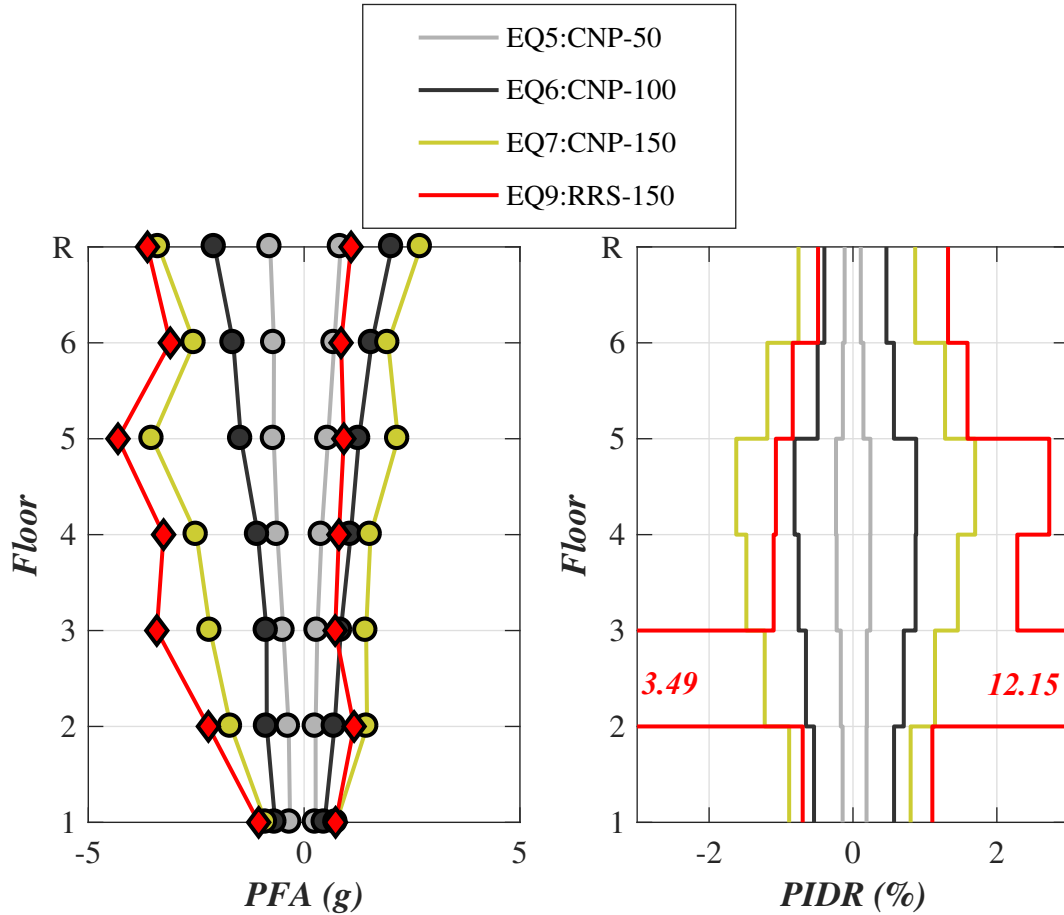 EQ5:CNP-50
EQ6:CNP-100
EQ7:CNP-150
EQ9:RRS-150
R
6
5
4
3
2
1
Floor
-5
0
5
PFA (g)
R
6
5
4
3
2
1
Floor
3.49
12.15
-2
0
2
PIDR (%)